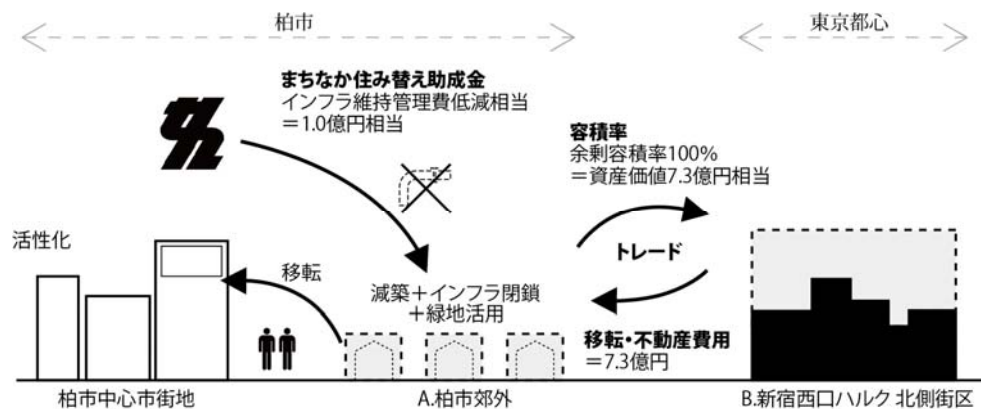 柏市
東京都心
まちなか住み替え助成金
インフラ維持管理費低減相当
＝1.0億円相当
容積率
余剰容積率100%
＝資産価値7.3億円相当
活性化
移転
トレード
減築＋インフラ閉鎖
＋緑地活用
移転・不動産費用
＝7.3億円
柏市中心市街地
A.柏市郊外
B.新宿西口ハルク 北側街区